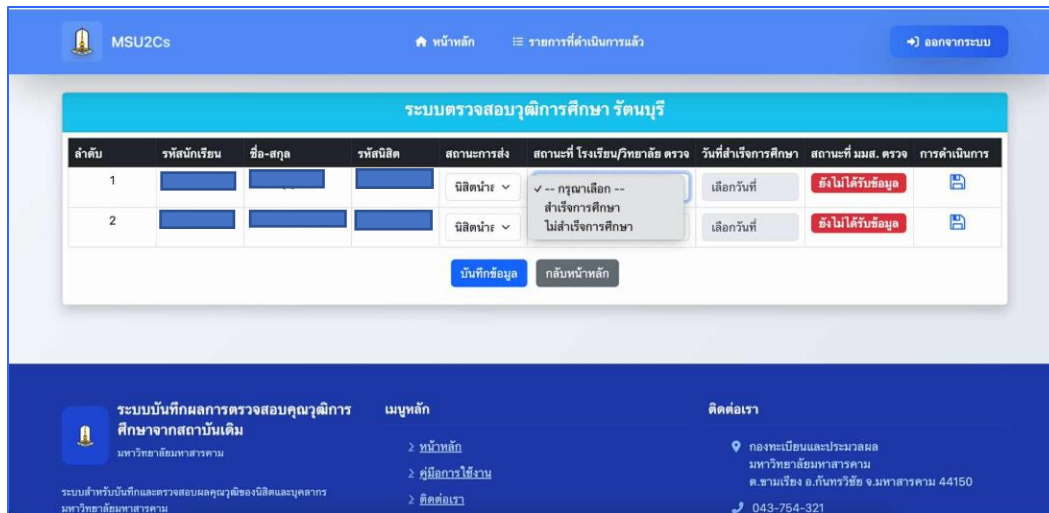 MSU2Cs
หน้าหลัก
รายการที่ดำเนินการแล้ว
ออกจากระบบ
ระบบตรวจสอบวุฒิการศึกษา รัตนบุรี
ลำดับ รหัสนักเรียน ชื่อ-สกุล รหัสนิสิต สถานะการส่ง สถานะที่ โรงเรียน/วิทยาลัย ตรวจ วันที่สำเร็จการศึกษา สถานะที่ มมส. ตรวจ การดำเนินการ
1 นิสิตนำส -- กรุณาเลือก -- เลือกวันที่ ยังไม่ได้รับข้อมูล
สำเร็จการศึกษา
ไม่สำเร็จการศึกษา
2 นิสิตนำส เลือกวันที่ ยังไม่ได้รับข้อมูล
บันทึกข้อมูล กลับหน้าหลัก
ระบบบันทึกผลการตรวจสอบคุณวุฒิการ
ศึกษาจากสถาบันเดิม
มหาวิทยาลัยมหาสารคาม
ระบบสำหรับบันทึกและตรวจสอบผลคุณวุฒิของนิสิตและบุคลากร
มหาวิทยาลัยมหาสารคาม
เมนูหลัก
หน้าหลัก
คู่มือการใช้งาน
ติดต่อเรา
ติดต่อเรา
กองทะเบียนและประมวลผล
มหาวิทยาลัยมหาสารคาม
ต.ขามเรียง อ.กันทรวิชัย จ.มหาสารคาม 44150
043-754-321